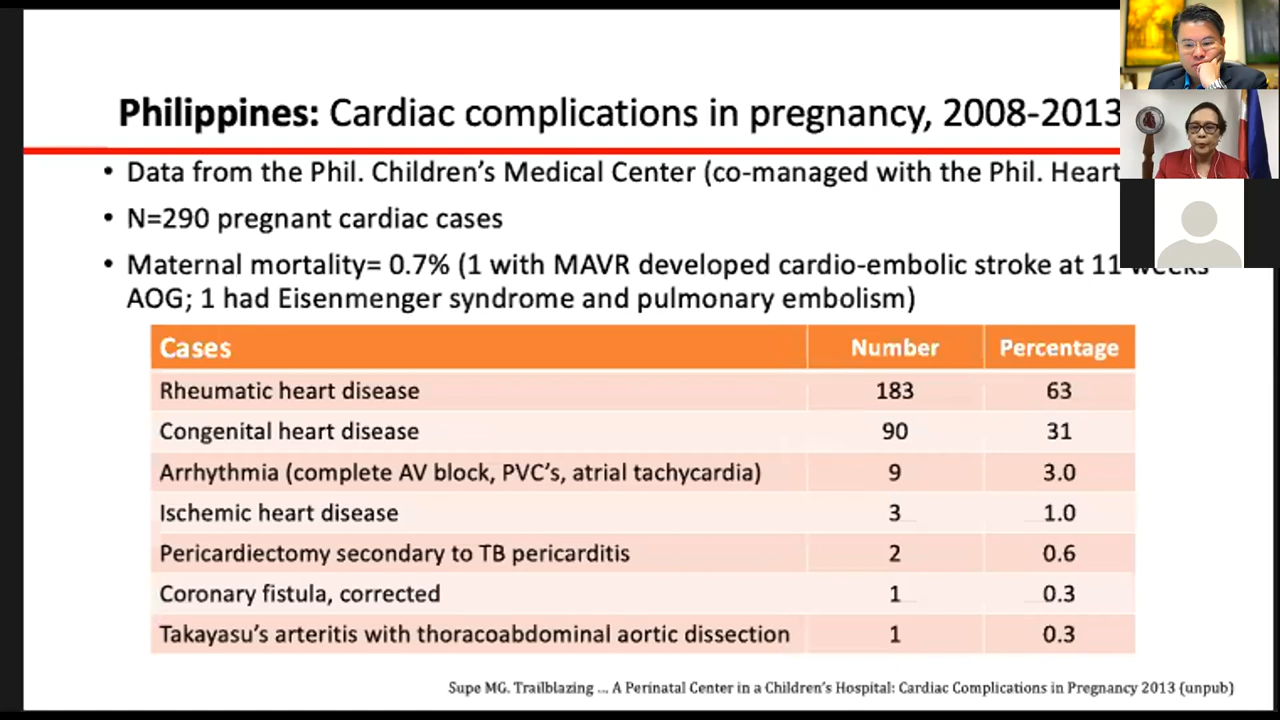 Philippines: Cardiac complications in pregnancy, 2008-2013
• Data from the Phil. Children's Medical Center (co-managed with the Phil. Heart
• N=290 pregnant cardiac cases
• Maternal mortality= 0.7% (1 with MAVR developed cardio-embolic stroke at 11 weeks
AOG; 1 had Eisenmenger syndrome and pulmonary embolism)
Cases Number Percentage
Rheumatic heart disease 183 63
Congenital heart disease 90 31
Arrhythmia (complete AV block, PVC's, atrial tachycardia) 9 3.0
Ischemic heart disease 3 1.0
Pericardiectomy secondary to TB pericarditis 2 0.6
Coronary fistula, corrected 1 0.3
Takayasu's arteritis with thoracoabdominal aortic dissection 1 0.3
Supe MG. Trailblazing ... A Perinatal Center in a Children's Hospital: Cardiac Complications in Pregnancy 2013 (unpub)